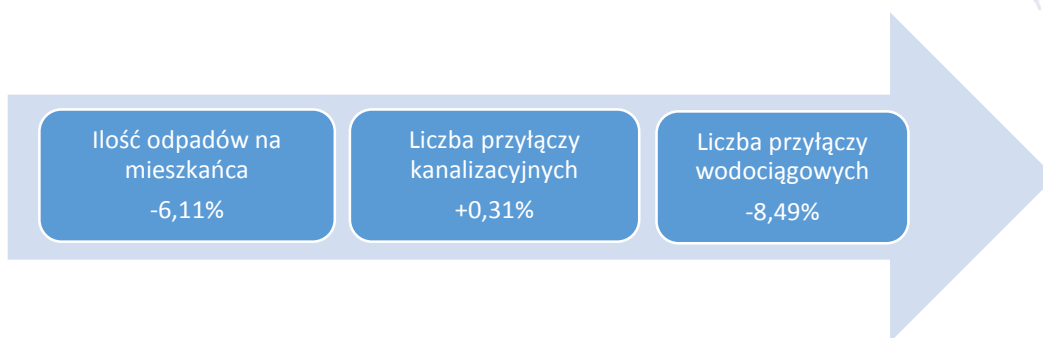 Ilość odpadów na
mieszkańca
-6,11%
Liczba przyłączy
kanalizacyjnych
+0,31%
Liczba przyłączy
wodociągowych
-8,49%